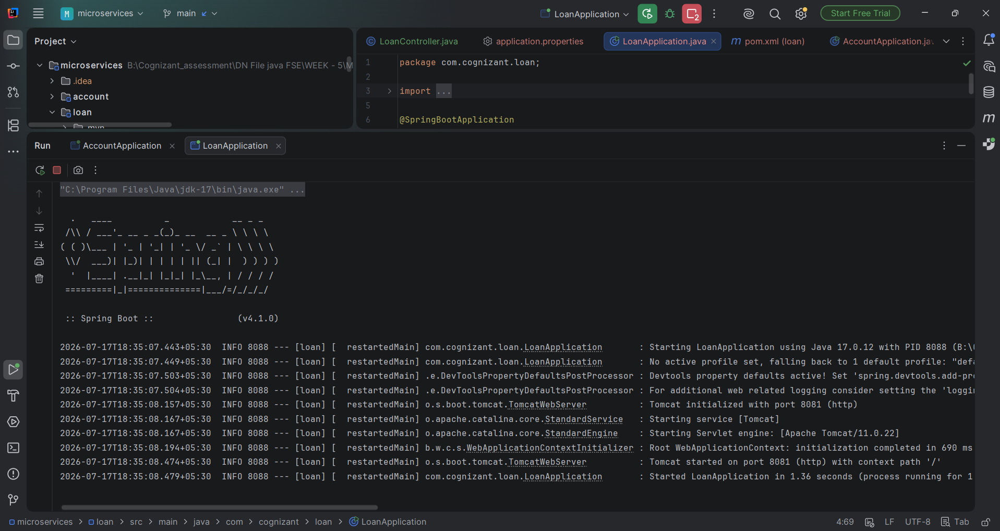 M microservices main LoanApplication 2 Start Free Trial
Project
LoanController.java application.properties LoanApplication.java m pom.xml (loan) AccountApplication.ja
microservices B:\Cognizant_assessment\DN File java FSE\WEEK - 5\M
.idea
account
loan
.mvn
1 package com.cognizant.loan;
2
3 import ...
5
6 @SpringBootApplication
Run AccountApplication LoanApplication
"C:\Program Files\Java\jdk-17\bin\java.exe" ...
  .   ____          _            __ _ _
 /\\ / ___'_ __ _ _(_)_ __  __ _ \ \ \ \
( ( )\___ | '_ | '_| | '_ \/ _` | \ \ \ \
 \\/  ___)| |_)| | | | | || (_| |  ) ) ) )
  '  |____| .__|_| |_|_| |_\__, | / / / /
 =========|_|==============|___/=/_/_/_/
 :: Spring Boot ::                (v4.1.0)
2026-07-17T18:35:07.443+05:30  INFO 8088 --- [loan] [  restartedMain] com.cognizant.loan.LoanApplication       : Starting LoanApplication using Java 17.0.12 with PID 8088 (B:\
2026-07-17T18:35:07.449+05:30  INFO 8088 --- [loan] [  restartedMain] com.cognizant.loan.LoanApplication       : No active profile set, falling back to 1 default profile: "defa
2026-07-17T18:35:07.503+05:30  INFO 8088 --- [loan] [  restartedMain] .e.DevToolsPropertyDefaultsPostProcessor : Devtools property defaults active! Set 'spring.devtools.add-pro
2026-07-17T18:35:07.504+05:30  INFO 8088 --- [loan] [  restartedMain] .e.DevToolsPropertyDefaultsPostProcessor : For additional web related logging consider setting the 'loggin
2026-07-17T18:35:08.157+05:30  INFO 8088 --- [loan] [  restartedMain] o.s.boot.tomcat.TomcatWebServer          : Tomcat initialized with port 8081 (http)
2026-07-17T18:35:08.167+05:30  INFO 8088 --- [loan] [  restartedMain] o.apache.catalina.core.StandardService   : Starting service [Tomcat]
2026-07-17T18:35:08.167+05:30  INFO 8088 --- [loan] [  restartedMain] o.apache.catalina.core.StandardEngine    : Starting Servlet engine: [Apache Tomcat/11.0.22]
2026-07-17T18:35:08.194+05:30  INFO 8088 --- [loan] [  restartedMain] b.w.c.s.WebApplicationContextInitializer : Root WebApplicationContext: initialization completed in 690 ms
2026-07-17T18:35:08.474+05:30  INFO 8088 --- [loan] [  restartedMain] o.s.boot.tomcat.TomcatWebServer          : Tomcat started on port 8081 (http) with context path '/'
2026-07-17T18:35:08.479+05:30  INFO 8088 --- [loan] [  restartedMain] com.cognizant.loan.LoanApplication       : Started LoanApplication in 1.36 seconds (process running for 1
microservices > loan > src > main > java > com > cognizant > loan > LoanApplication 4:69 LF UTF-8 Tab